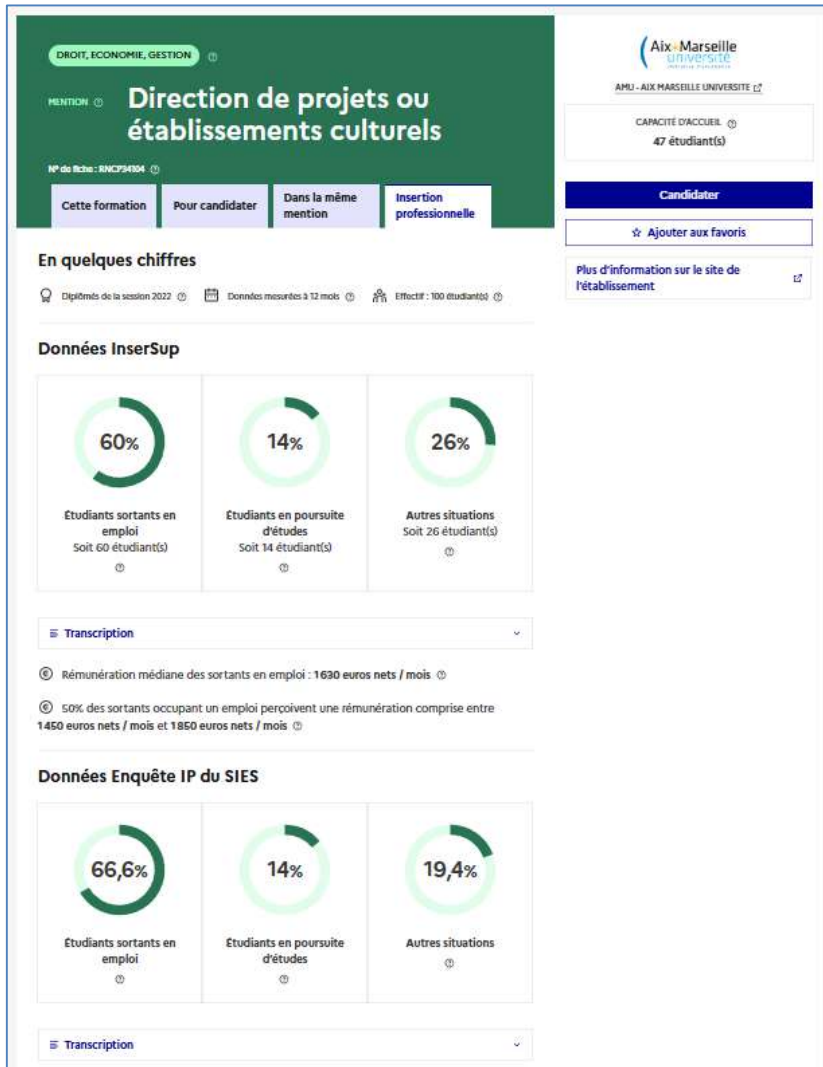 DROIT, ECONOMIE, GESTION
MENTION
Direction de projets ou
établissements culturels
N° de fiche : RNCP34104
Cette formation
Pour candidater
Dans la même
mention
Insertion
professionnelle
Aix*Marseille
université
AMU - AIX MARSEILLE UNIVERSITE
CAPACITÉ D'ACCUEIL
47 étudiant(s)
Candidater
Ajouter aux favoris
Plus d'information sur le site de
l'établissement
En quelques chiffres
Diplômés de la session 2022
Données mesurées à 12 mois
Effectif : 100 étudiant(s)
Données InserSup
60%
Étudiants sortants en
emploi
Soit 60 étudiant(s)
14%
Étudiants en poursuite
d'études
Soit 14 étudiant(s)
26%
Autres situations
Soit 26 étudiant(s)
Transcription
Rémunération médiane des sortants en emploi : 1630 euros nets / mois
50% des sortants occupant un emploi perçoivent une rémunération comprise entre
1450 euros nets / mois et 1850 euros nets / mois
Données Enquête IP du SIES
66,6%
Étudiants sortants en
emploi
14%
Étudiants en poursuite
d'études
19,4%
Autres situations
Transcription